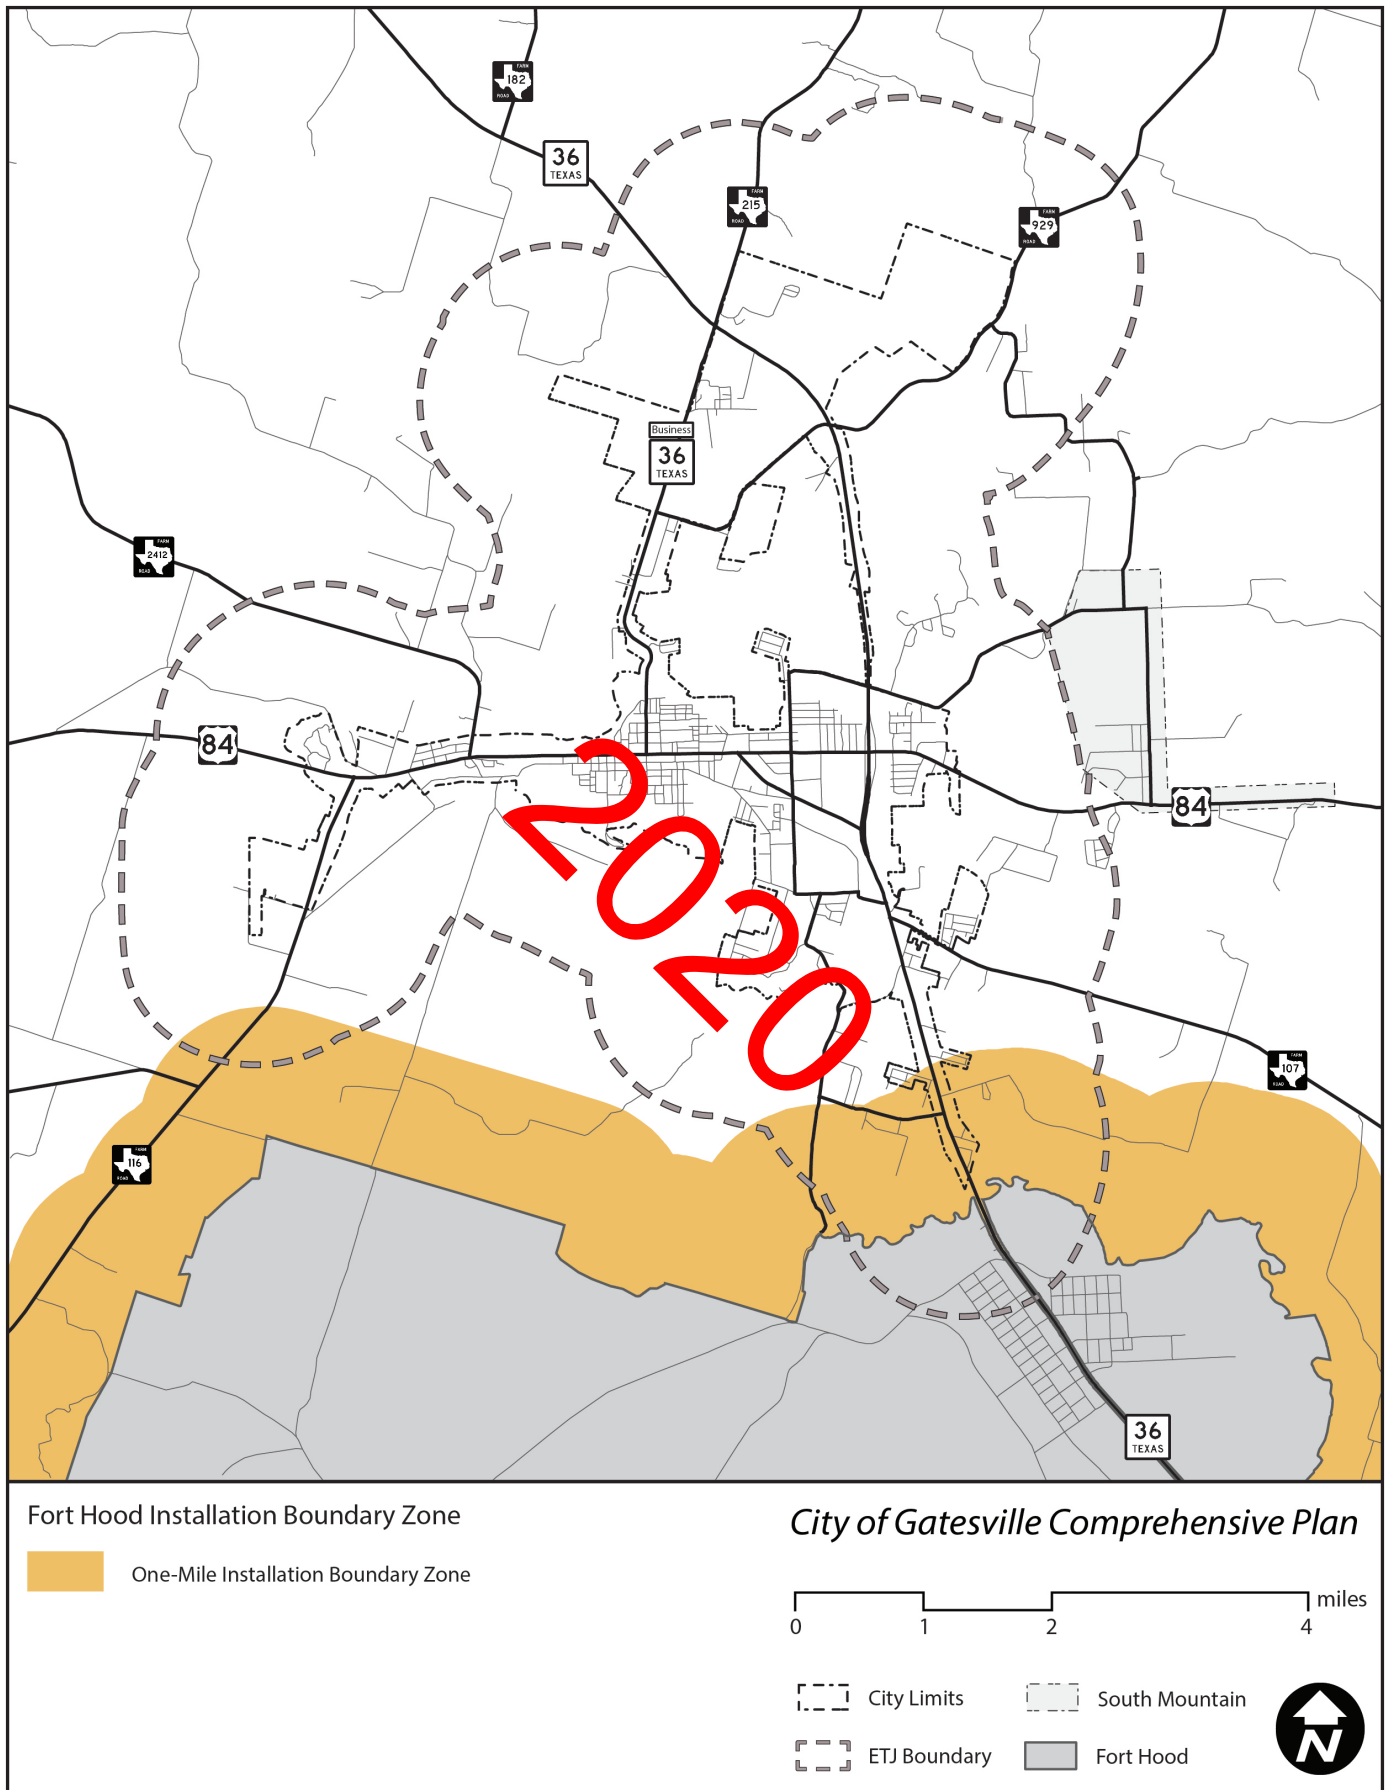 FARM
182
ROAD
36
TEXAS
FARM
215
ROAD
FARM
929
ROAD
Business
36
TEXAS
FARM
2412
ROAD
84
84
2020
FARM
107
ROAD
FARM
116
ROAD
36
TEXAS
Fort Hood Installation Boundary Zone
One-Mile Installation Boundary Zone
City of Gatesville Comprehensive Plan
miles
0 1 2 4
City Limits
South Mountain
ETJ Boundary
Fort Hood
N